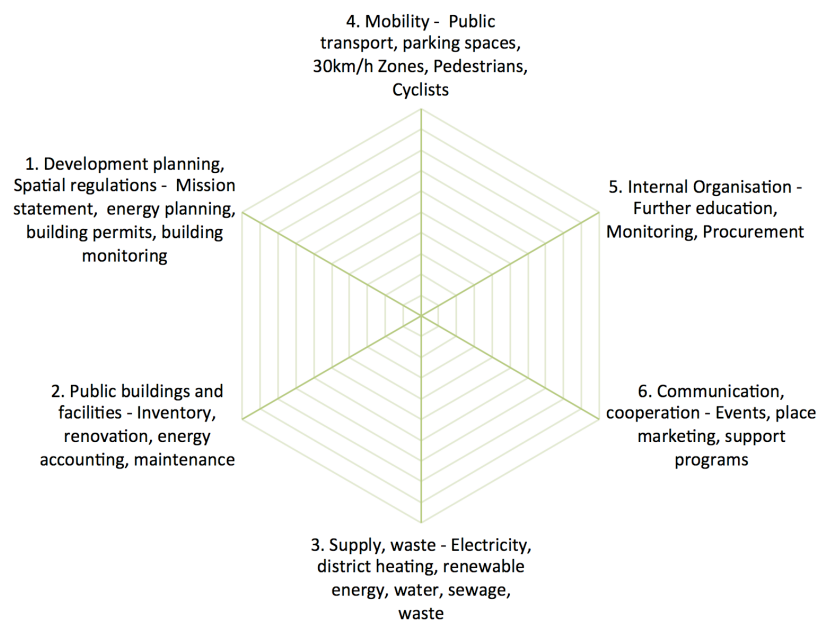 4. Mobility - Public
transport, parking spaces,
30km/h Zones, Pedestrians,
Cyclists
1. Development planning,
Spatial regulations - Mission
statement, energy planning,
building permits, building
monitoring
5. Internal Organisation -
Further education,
Monitoring, Procurement
2. Public buildings and
facilities - Inventory,
renovation, energy
accounting, maintenance
6. Communication,
cooperation - Events, place
marketing, support
programs
3. Supply, waste - Electricity,
district heating, renewable
energy, water, sewage,
waste